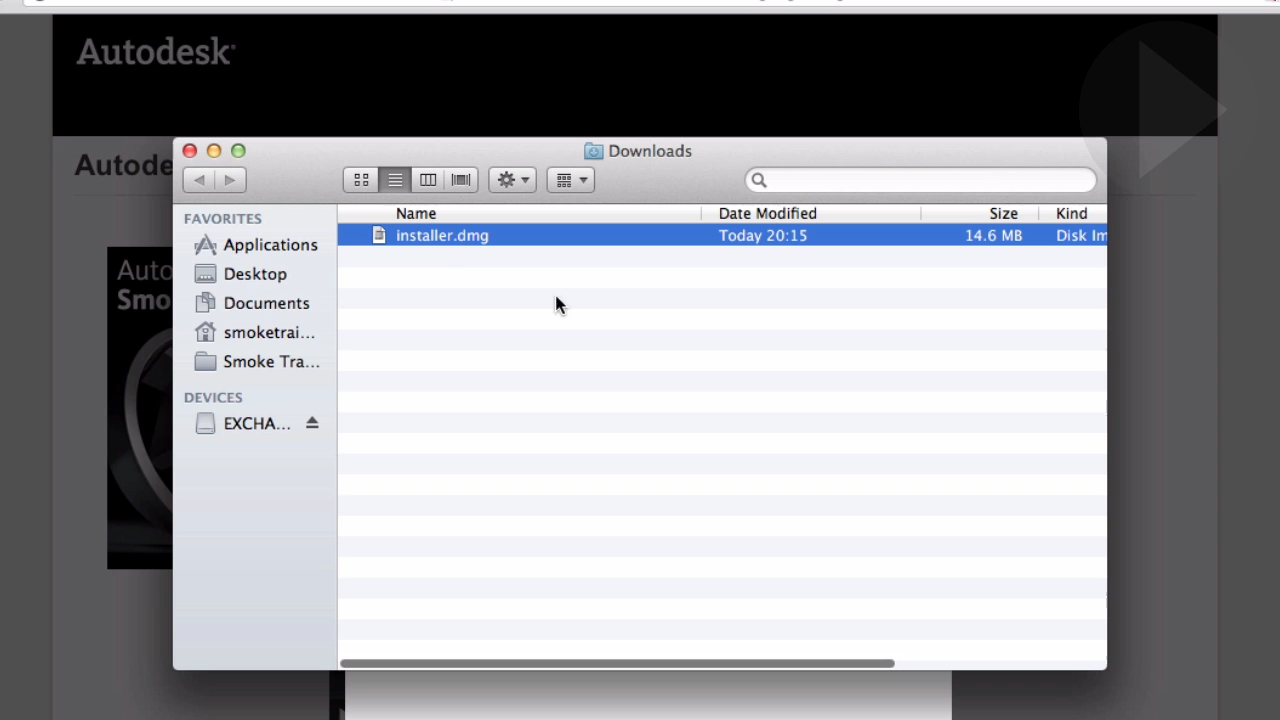 Autodesk
Autode
Downloads
FAVORITES
Applications
Desktop
Documents
smoketrai...
Smoke Tra...
DEVICES
EXCHA...
Name Date Modified Size Kind
installer.dmg Today 20:15 14.6 MB Disk Im
Auto
Smo